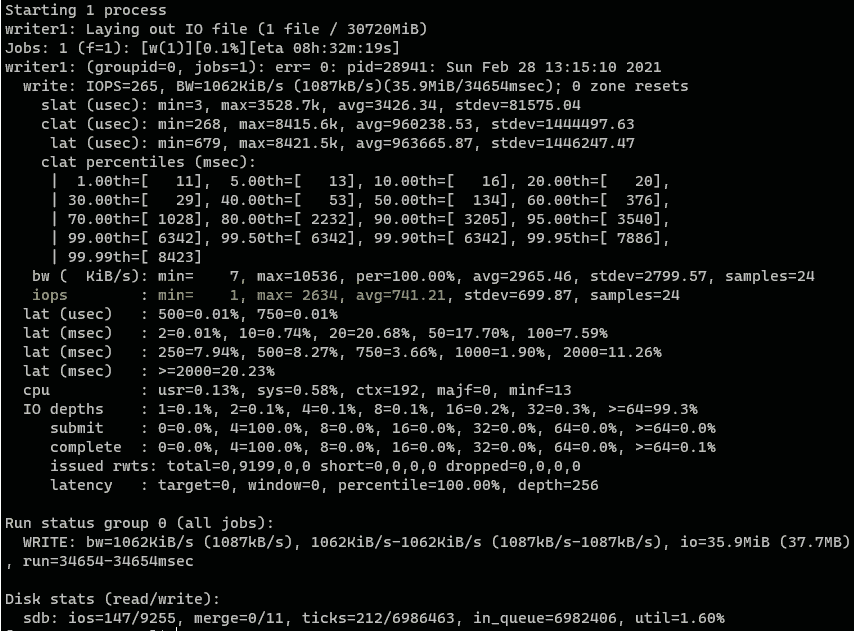 Starting 1 process
writer1: Laying out IO file (1 file / 30720MiB)
Jobs: 1 (f=1): [w(1)][0.1%][eta 08h:32m:19s]
writer1: (groupid=0, jobs=1): err= 0: pid=28941: Sun Feb 28 13:15:10 2021
  write: IOPS=265, BW=1062KiB/s (1087kB/s)(35.9MiB/34654msec); 0 zone resets
    slat (usec): min=3, max=3528.7k, avg=3426.34, stdev=81575.04
    clat (usec): min=268, max=8415.6k, avg=960238.53, stdev=1444497.63
     lat (usec): min=679, max=8421.5k, avg=963665.87, stdev=1446247.47
    clat percentiles (msec):
     |  1.00th=[   11],  5.00th=[   13], 10.00th=[   16], 20.00th=[   20],
     | 30.00th=[   29], 40.00th=[   53], 50.00th=[  134], 60.00th=[  376],
     | 70.00th=[ 1028], 80.00th=[ 2232], 90.00th=[ 3205], 95.00th=[ 3540],
     | 99.00th=[ 6342], 99.50th=[ 6342], 99.90th=[ 6342], 99.95th=[ 7886],
     | 99.99th=[ 8423]
   bw (  KiB/s): min=    7, max=10536, per=100.00%, avg=2965.46, stdev=2799.57, samples=24
   iops        : min=    1, max= 2634, avg=741.21, stdev=699.87, samples=24
  lat (usec)   : 500=0.01%, 750=0.01%
  lat (msec)   : 2=0.01%, 10=0.74%, 20=20.68%, 50=17.70%, 100=7.59%
  lat (msec)   : 250=7.94%, 500=8.27%, 750=3.66%, 1000=1.90%, 2000=11.26%
  lat (msec)   : >=2000=20.23%
  cpu          : usr=0.13%, sys=0.58%, ctx=192, majf=0, minf=13
  IO depths    : 1=0.1%, 2=0.1%, 4=0.1%, 8=0.1%, 16=0.2%, 32=0.3%, >=64=99.3%
     submit    : 0=0.0%, 4=100.0%, 8=0.0%, 16=0.0%, 32=0.0%, 64=0.0%, >=64=0.0%
     complete  : 0=0.0%, 4=100.0%, 8=0.0%, 16=0.0%, 32=0.0%, 64=0.0%, >=64=0.1%
     issued rwts: total=0,9199,0,0 short=0,0,0,0 dropped=0,0,0,0
     latency   : target=0, window=0, percentile=100.00%, depth=256

Run status group 0 (all jobs):
  WRITE: bw=1062KiB/s (1087kB/s), 1062KiB/s-1062KiB/s (1087kB/s-1087kB/s), io=35.9MiB (37.7MB)
, run=34654-34654msec

Disk stats (read/write):
  sdb: ios=147/9255, merge=0/11, ticks=212/6986463, in_queue=6982406, util=1.60%